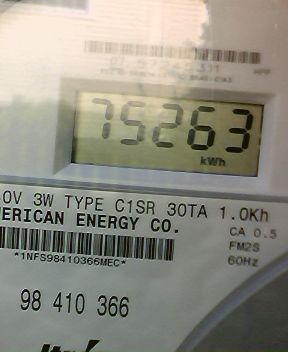 75263
kWh
0V 3W TYPE C1SR 30TA 1.0Kh
MERICAN ENERGY CO.
CA 0.5
FM2S
60Hz
*1NFS98410366MEC*
98 410 366